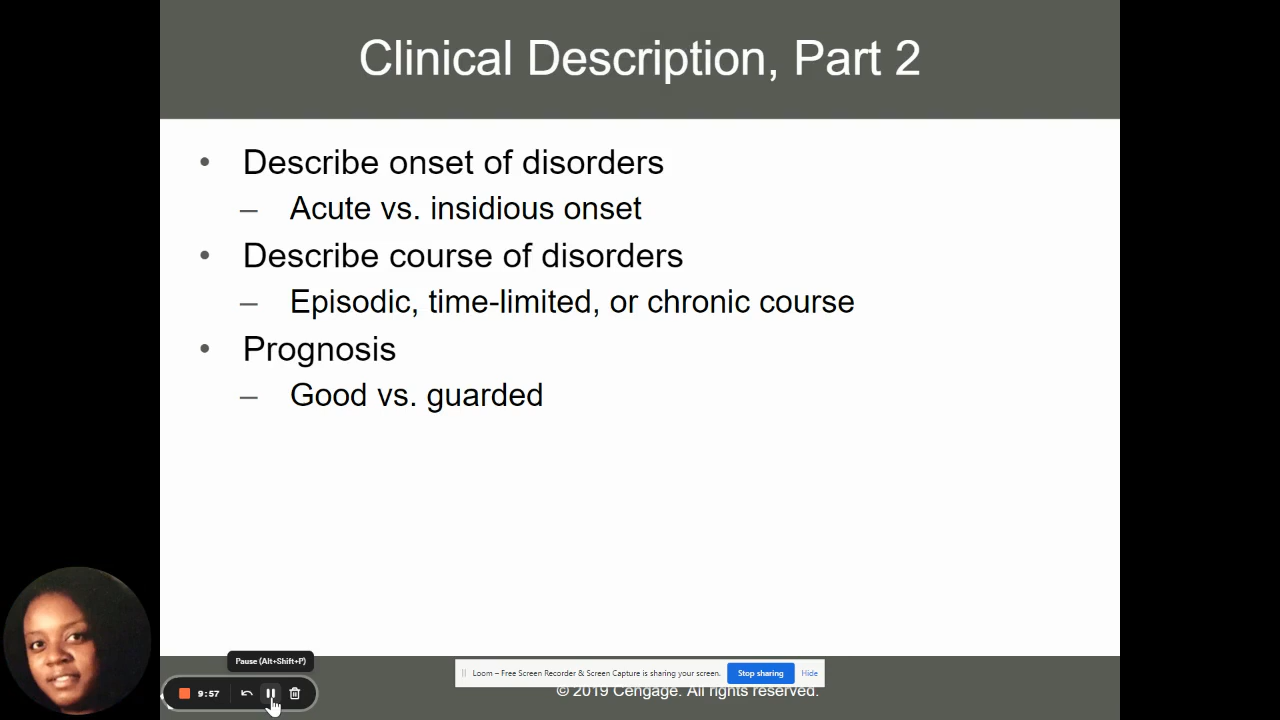 Clinical Description, Part 2
• Describe onset of disorders
– Acute vs. insidious onset
• Describe course of disorders
– Episodic, time-limited, or chronic course
• Prognosis
– Good vs. guarded
Pause (Alt+Shift+P)
9:57
Loom – Free Screen Recorder & Screen Capture is sharing your screen. Stop sharing Hide
© 2019 Cengage. All rights reserved.